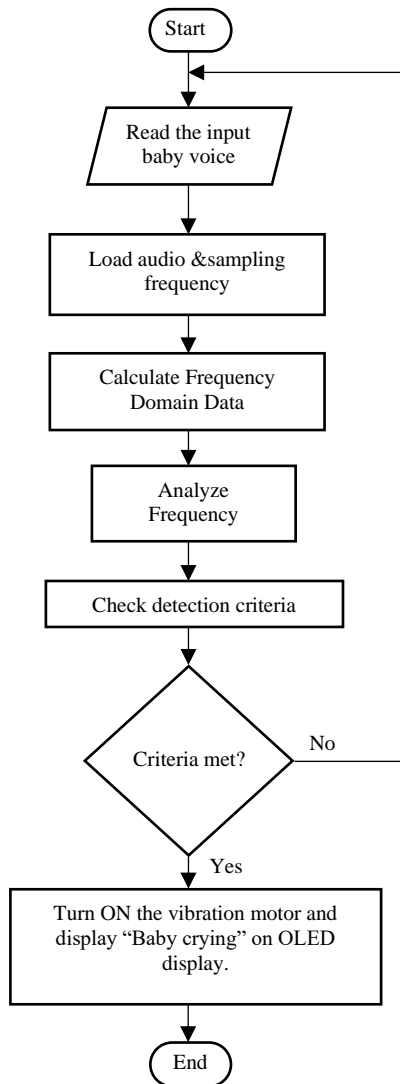 Start
Read the input
baby voice
Load audio &sampling
frequency
Calculate Frequency
Domain Data
Analyze
Frequency
Check detection criteria
Criteria met?
No
Yes
Turn ON the vibration motor and
display “Baby crying” on OLED
display.
End